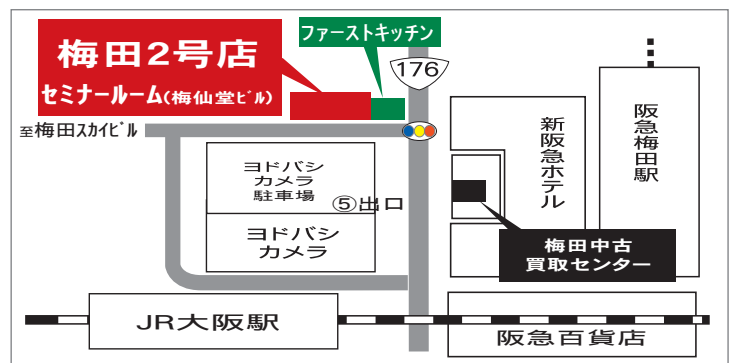 梅田2号店
セミナールーム(梅仙堂ビル)
ファーストキッチン
176
至梅田スカイビル
ヨドバシ
カメラ
駐車場
⑤出口
ヨドバシ
カメラ
新阪急ホテル
阪急梅田駅
梅田中古
買取センター
JR大阪駅
阪急百貨店